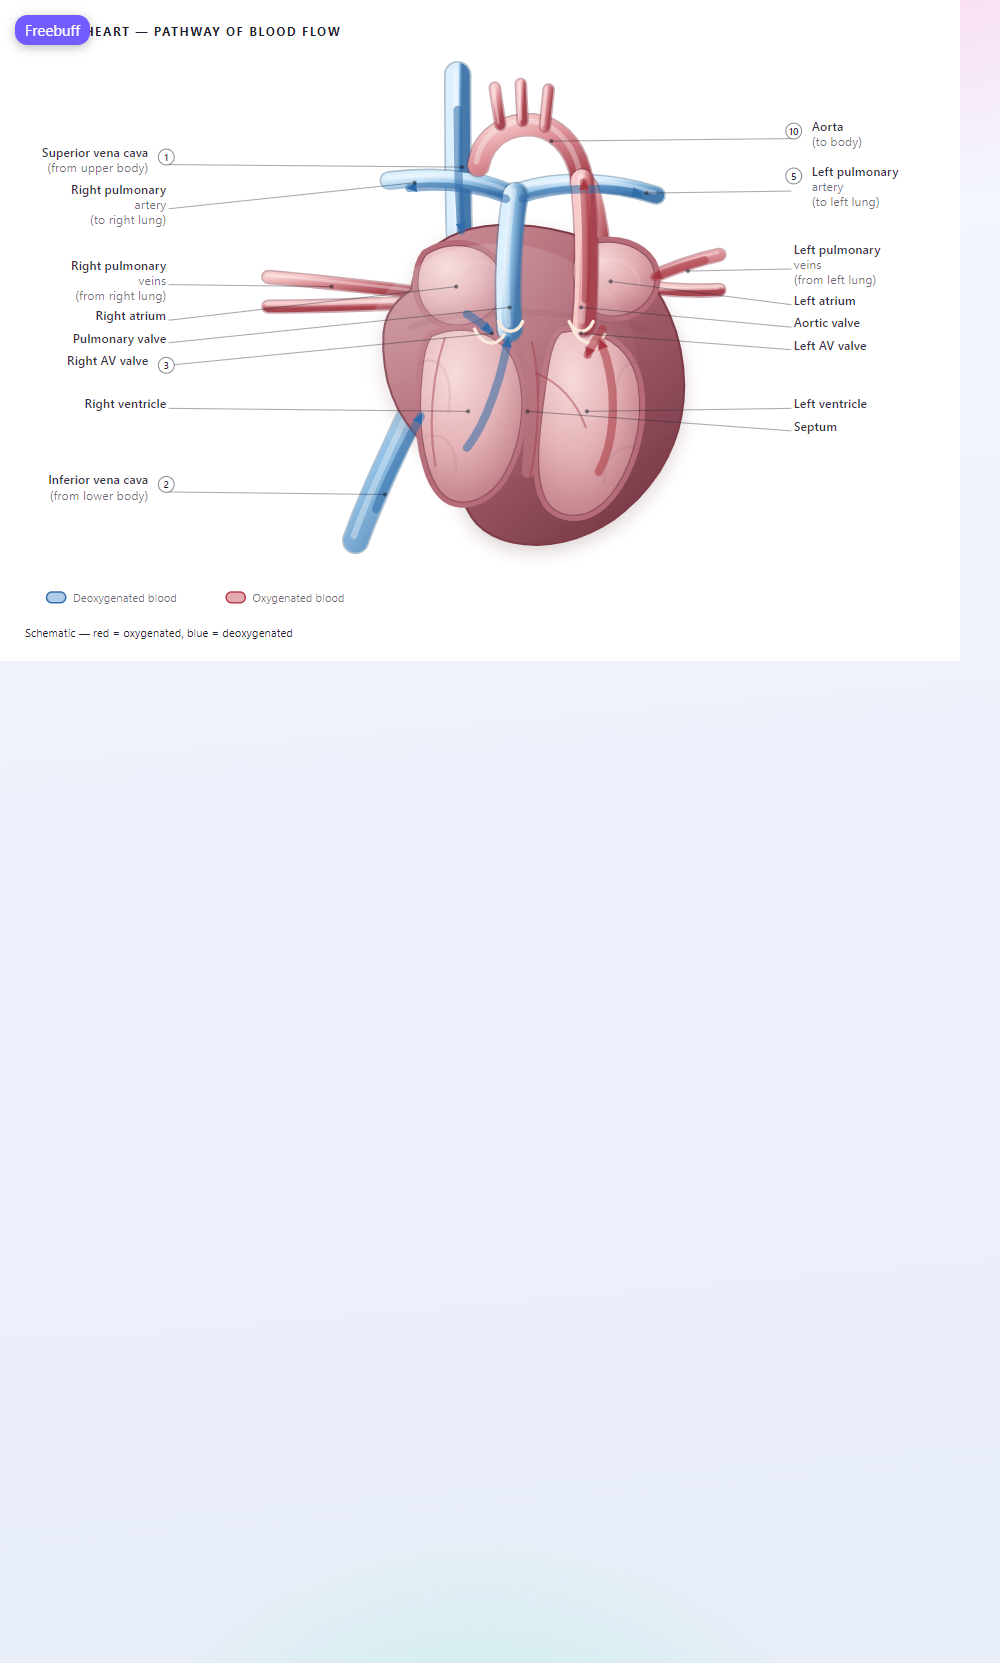 Freebuff
HEART — PATHWAY OF BLOOD FLOW
Superior vena cava 1
(from upper body)
Right pulmonary
artery
(to right lung)
Right pulmonary
veins
(from right lung)
Right atrium
Pulmonary valve
Right AV valve 3
Right ventricle
Inferior vena cava 2
(from lower body)
10 Aorta
(to body)
5 Left pulmonary
artery
(to left lung)
Left pulmonary
veins
(from left lung)
Left atrium
Aortic valve
Left AV valve
Left ventricle
Septum
Deoxygenated blood
Oxygenated blood
Schematic — red = oxygenated, blue = deoxygenated